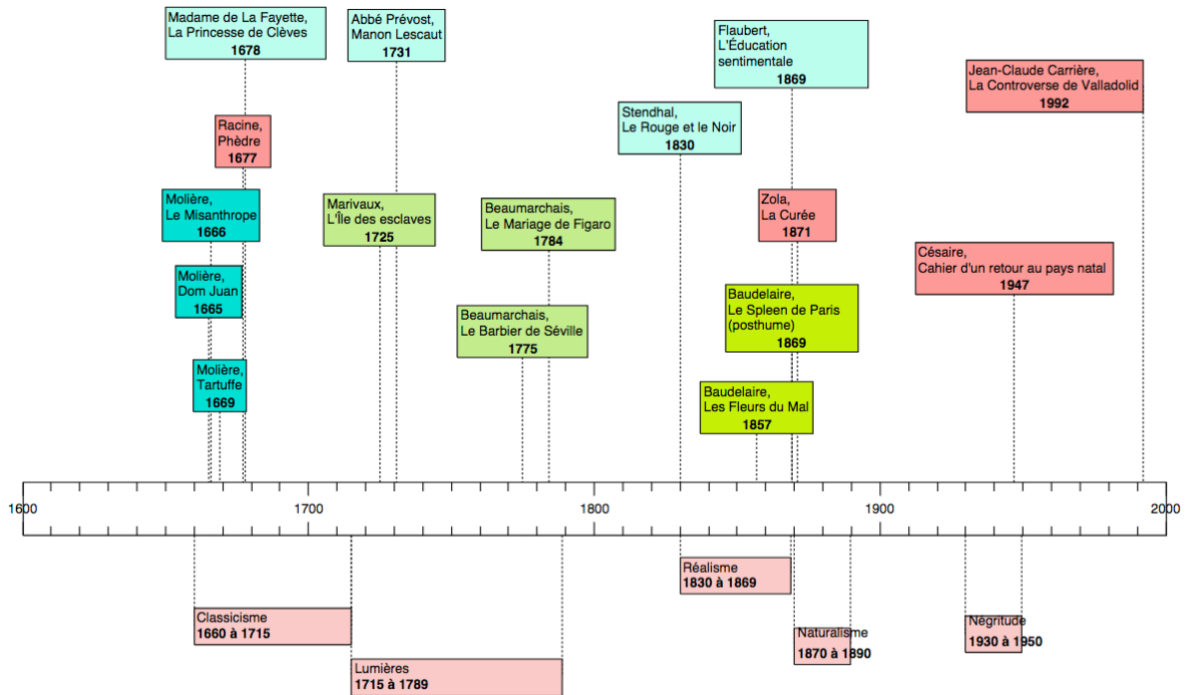 Madame de La Fayette,
La Princesse de Clèves
1678
Abbé Prévost,
Manon Lescaut
1731
Flaubert,
L'Éducation
sentimentale
1869
Jean-Claude Carrière,
La Controverse de Valladolid
1992
Stendhal,
Le Rouge et le Noir
1830
Racine,
Phèdre
1677
Molière,
Le Misanthrope
1666
Marivaux,
L'Île des esclaves
1725
Beaumarchais,
Le Mariage de Figaro
1784
Zola,
La Curée
1871
Césaire,
Cahier d'un retour au pays natal
1947
Molière,
Dom Juan
1665
Baudelaire,
Le Spleen de Paris
(posthume)
1869
Beaumarchais,
Le Barbier de Séville
1775
Molière,
Tartuffe
1669
Baudelaire,
Les Fleurs du Mal
1857
1600 1700 1800 1900 2000
Réalisme
1830 à 1869
Classicisme
1660 à 1715
Naturalisme
1870 à 1890
Négritude
1930 à 1950
Lumières
1715 à 1789